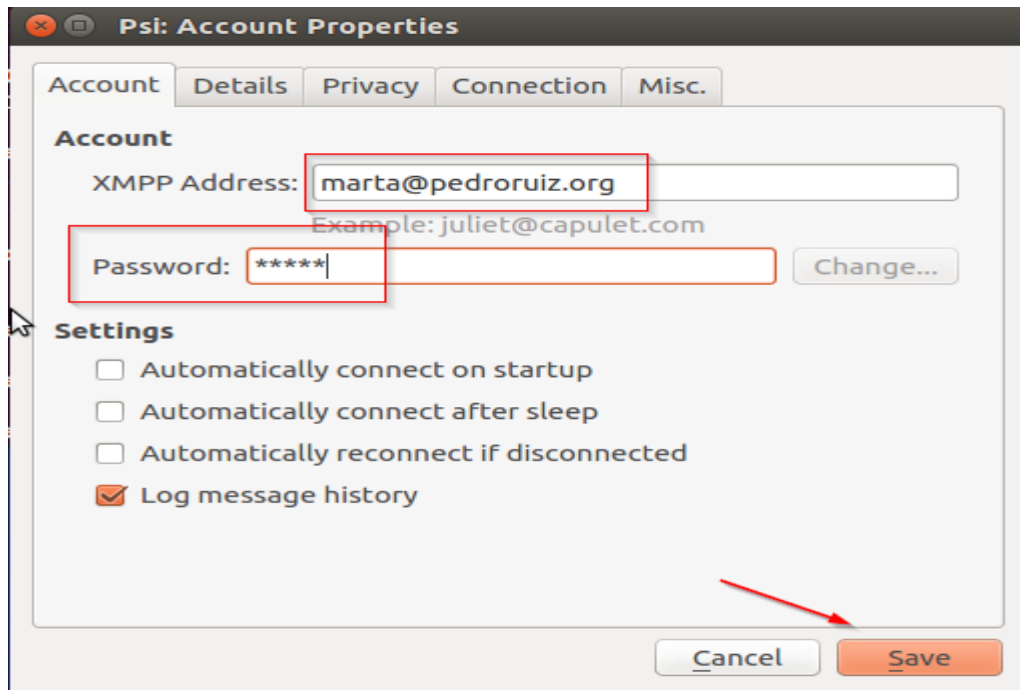 Psi: Account Properties
Account Details Privacy Connection Misc.
Account
XMPP Address: marta@pedroruiz.org
Example: juliet@capulet.com
Password: ***** Change...
Settings
Automatically connect on startup
Automatically connect after sleep
Automatically reconnect if disconnected
Log message history
Cancel Save